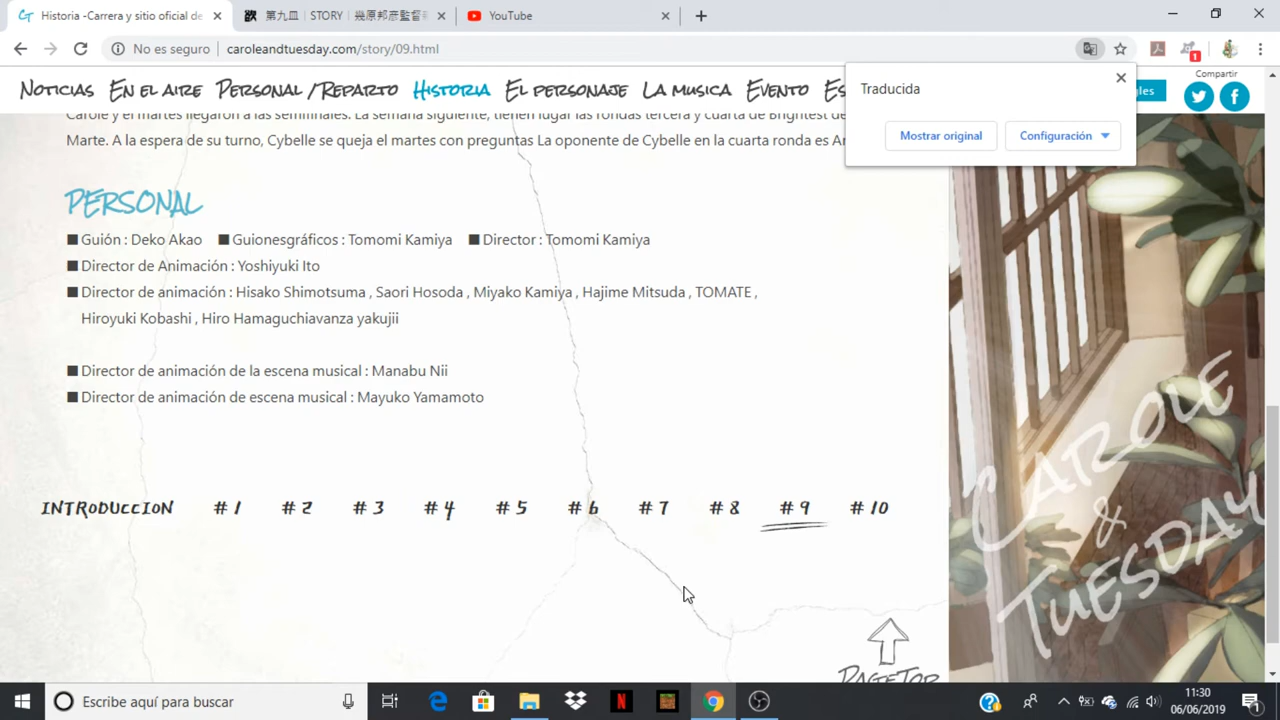 Historia -Carrera y sitio oficial de
第九皿 | STORY | 幾原邦彦監督
YouTube
No es seguro
caroleandtuesday.com/story/09.html
NOTICIAS EN EL AIRE PERSONAL / REPARTO HISTORIA EL PERSONAJE LA MUSICA EVENTO Es
gles
Compartir
Traducida
Mostrar original
Configuración
Carole y el martes llegaron a las semifinales. La semana siguiente, tienen lugar las rondas tercera y cuarta de Brightest de
Marte. A la espera de su turno, Cybelle se queja el martes con preguntas La oponente de Cybelle en la cuarta ronda es
PERSONAL
■ Guión : Deko Akao ■ Guionesgráficos : Tomomi Kamiya ■ Director : Tomomi Kamiya
■ Director de Animación : Yoshiyuki Ito
■ Director de animación : Hisako Shimotsuma , Saori Hosoda , Miyako Kamiya , Hajime Mitsuda , TOMATE ,
Hiroyuki Kobashi , Hiro Hamaguchiavanza yakujii
■ Director de animación de la escena musical : Manabu Nii
■ Director de animación de escena musical : Mayuko Yamamoto
INTRODUCCION # 1 # 2 # 3 # 4 # 5 # 6 # 7 # 8 # 9 # 10
PAGETOP
CAROLE
&
TUESDAY
Escribe aquí para buscar
11:30
06/06/2019
1
1